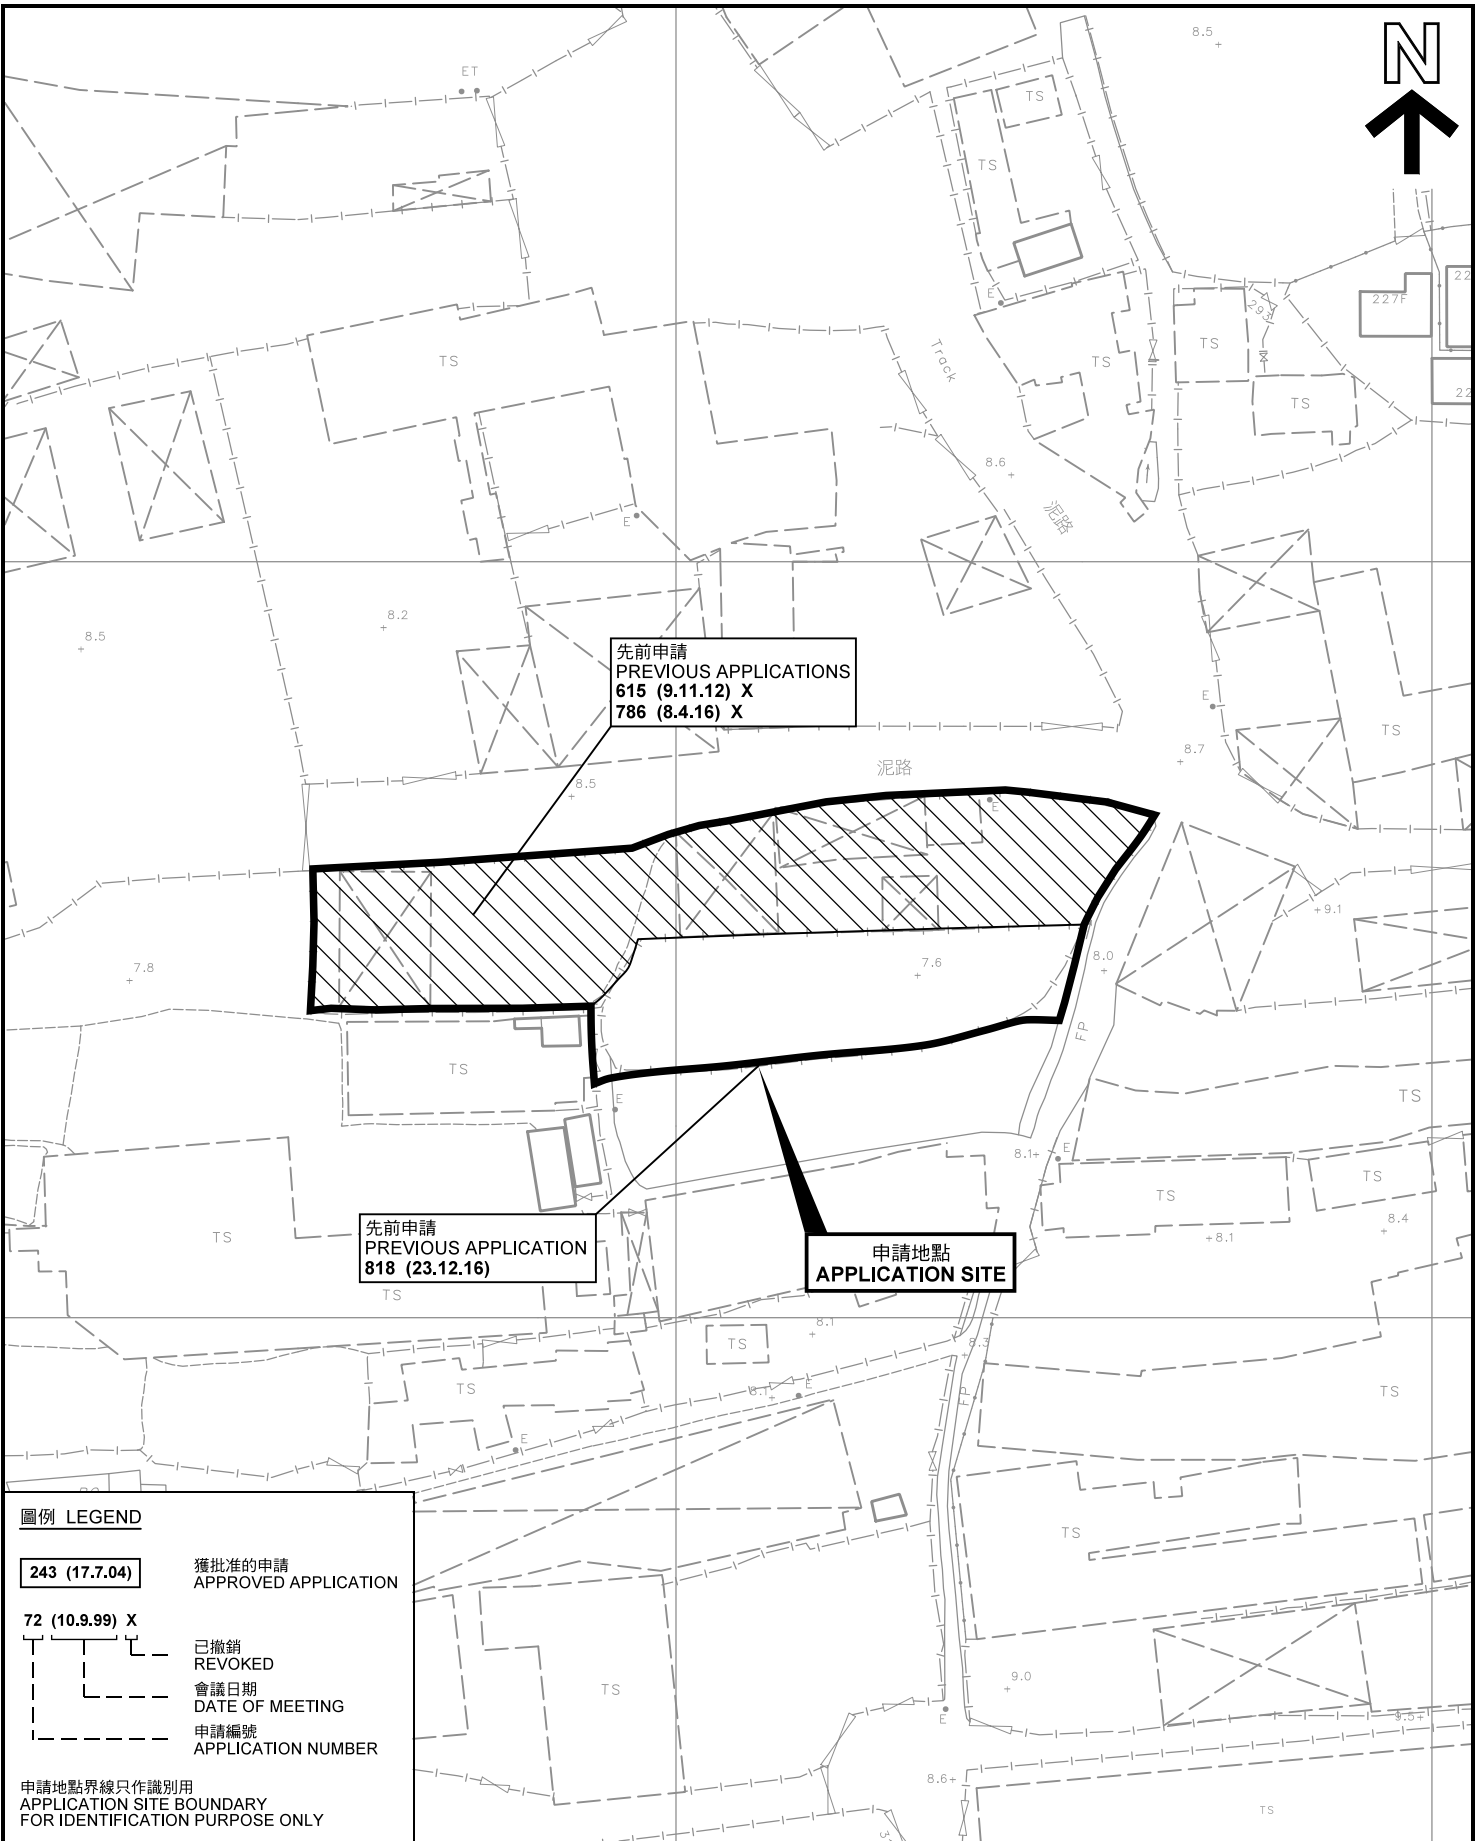 N
8.5
ET
TS
TS
E
227F
22
293
TS
Track
TS
TS
TS
22
8.6
泥路
E
8.2
8.5
先前申請
PREVIOUS APPLICATIONS
615 (9.11.12) X
786 (8.4.16) X
E
TS
8.7
泥路
8.5
E
9.1
7.8
7.6
8.0
FP
TS
TS
E
8.1
E
TS
TS
8.4
8.1
TS
先前申請
PREVIOUS APPLICATION
818 (23.12.16)
申請地點
APPLICATION SITE
TS
8.1
TS
8.3
TS
8.1
E
FP
TS
E
圖例 LEGEND
243 (17.7.04)
獲批准的申請
APPROVED APPLICATION
72 (10.9.99) X
已撤銷
REVOKED
會議日期
DATE OF MEETING
申請編號
APPLICATION NUMBER
申請地點界線只作識別用
APPLICATION SITE BOUNDARY
FOR IDENTIFICATION PURPOSE ONLY
TS
TS
9.0
E
9.5
8.6
TS